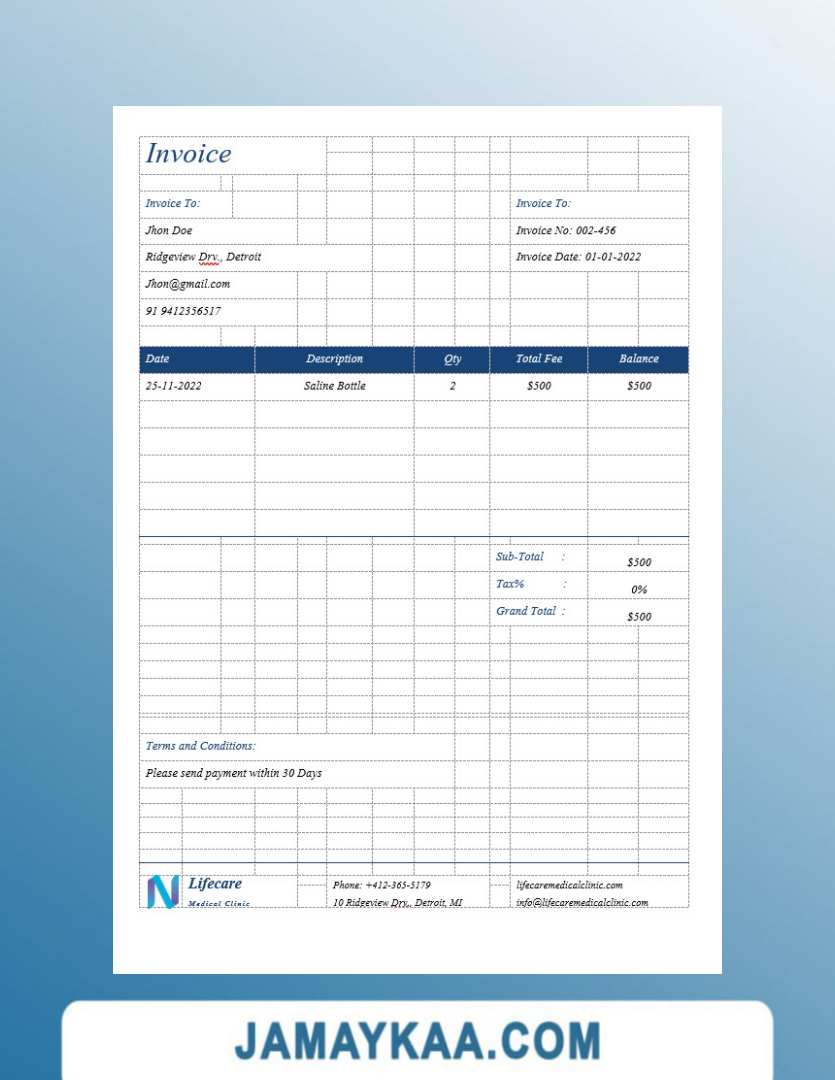 Invoice
Invoice To: Invoice To:
Jhon Doe Invoice No: 002-456
Ridgeview Drv., Detroit Invoice Date: 01-01-2022
Jhon@gmail.com
91 9412356517
Date Description Qty Total Fee Balance
25-11-2022 Saline Bottle 2 $500 $500
Sub-Total : $500
Tax% : 0%
Grand Total : $500
Terms and Conditions:
Please send payment within 30 Days
Lifecare Phone: +412-365-5179 lifecaremedicalclinic.com
Medical Clinic 10 Ridgeview Dry., Detroit, MI info@lifecaremedicalclinic.com
JAMAYKAA.COM